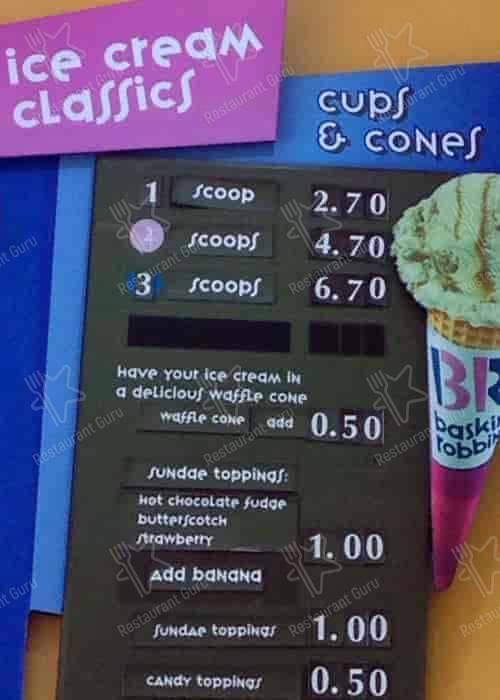 ice cream
classics
cups
& cones
1 scoop 2.70
2 scoops 4.70
3 scoops 6.70
Have your ice cream in
a delicious waffle cone
waffle cone add 0.50
sundae toppings:
Hot chocolate fudge
butterscotch
strawberry 1.00
Add banana
sundae toppings 1.00
candy toppings 0.50
BR
baskin
robbin
Restaurant Guru